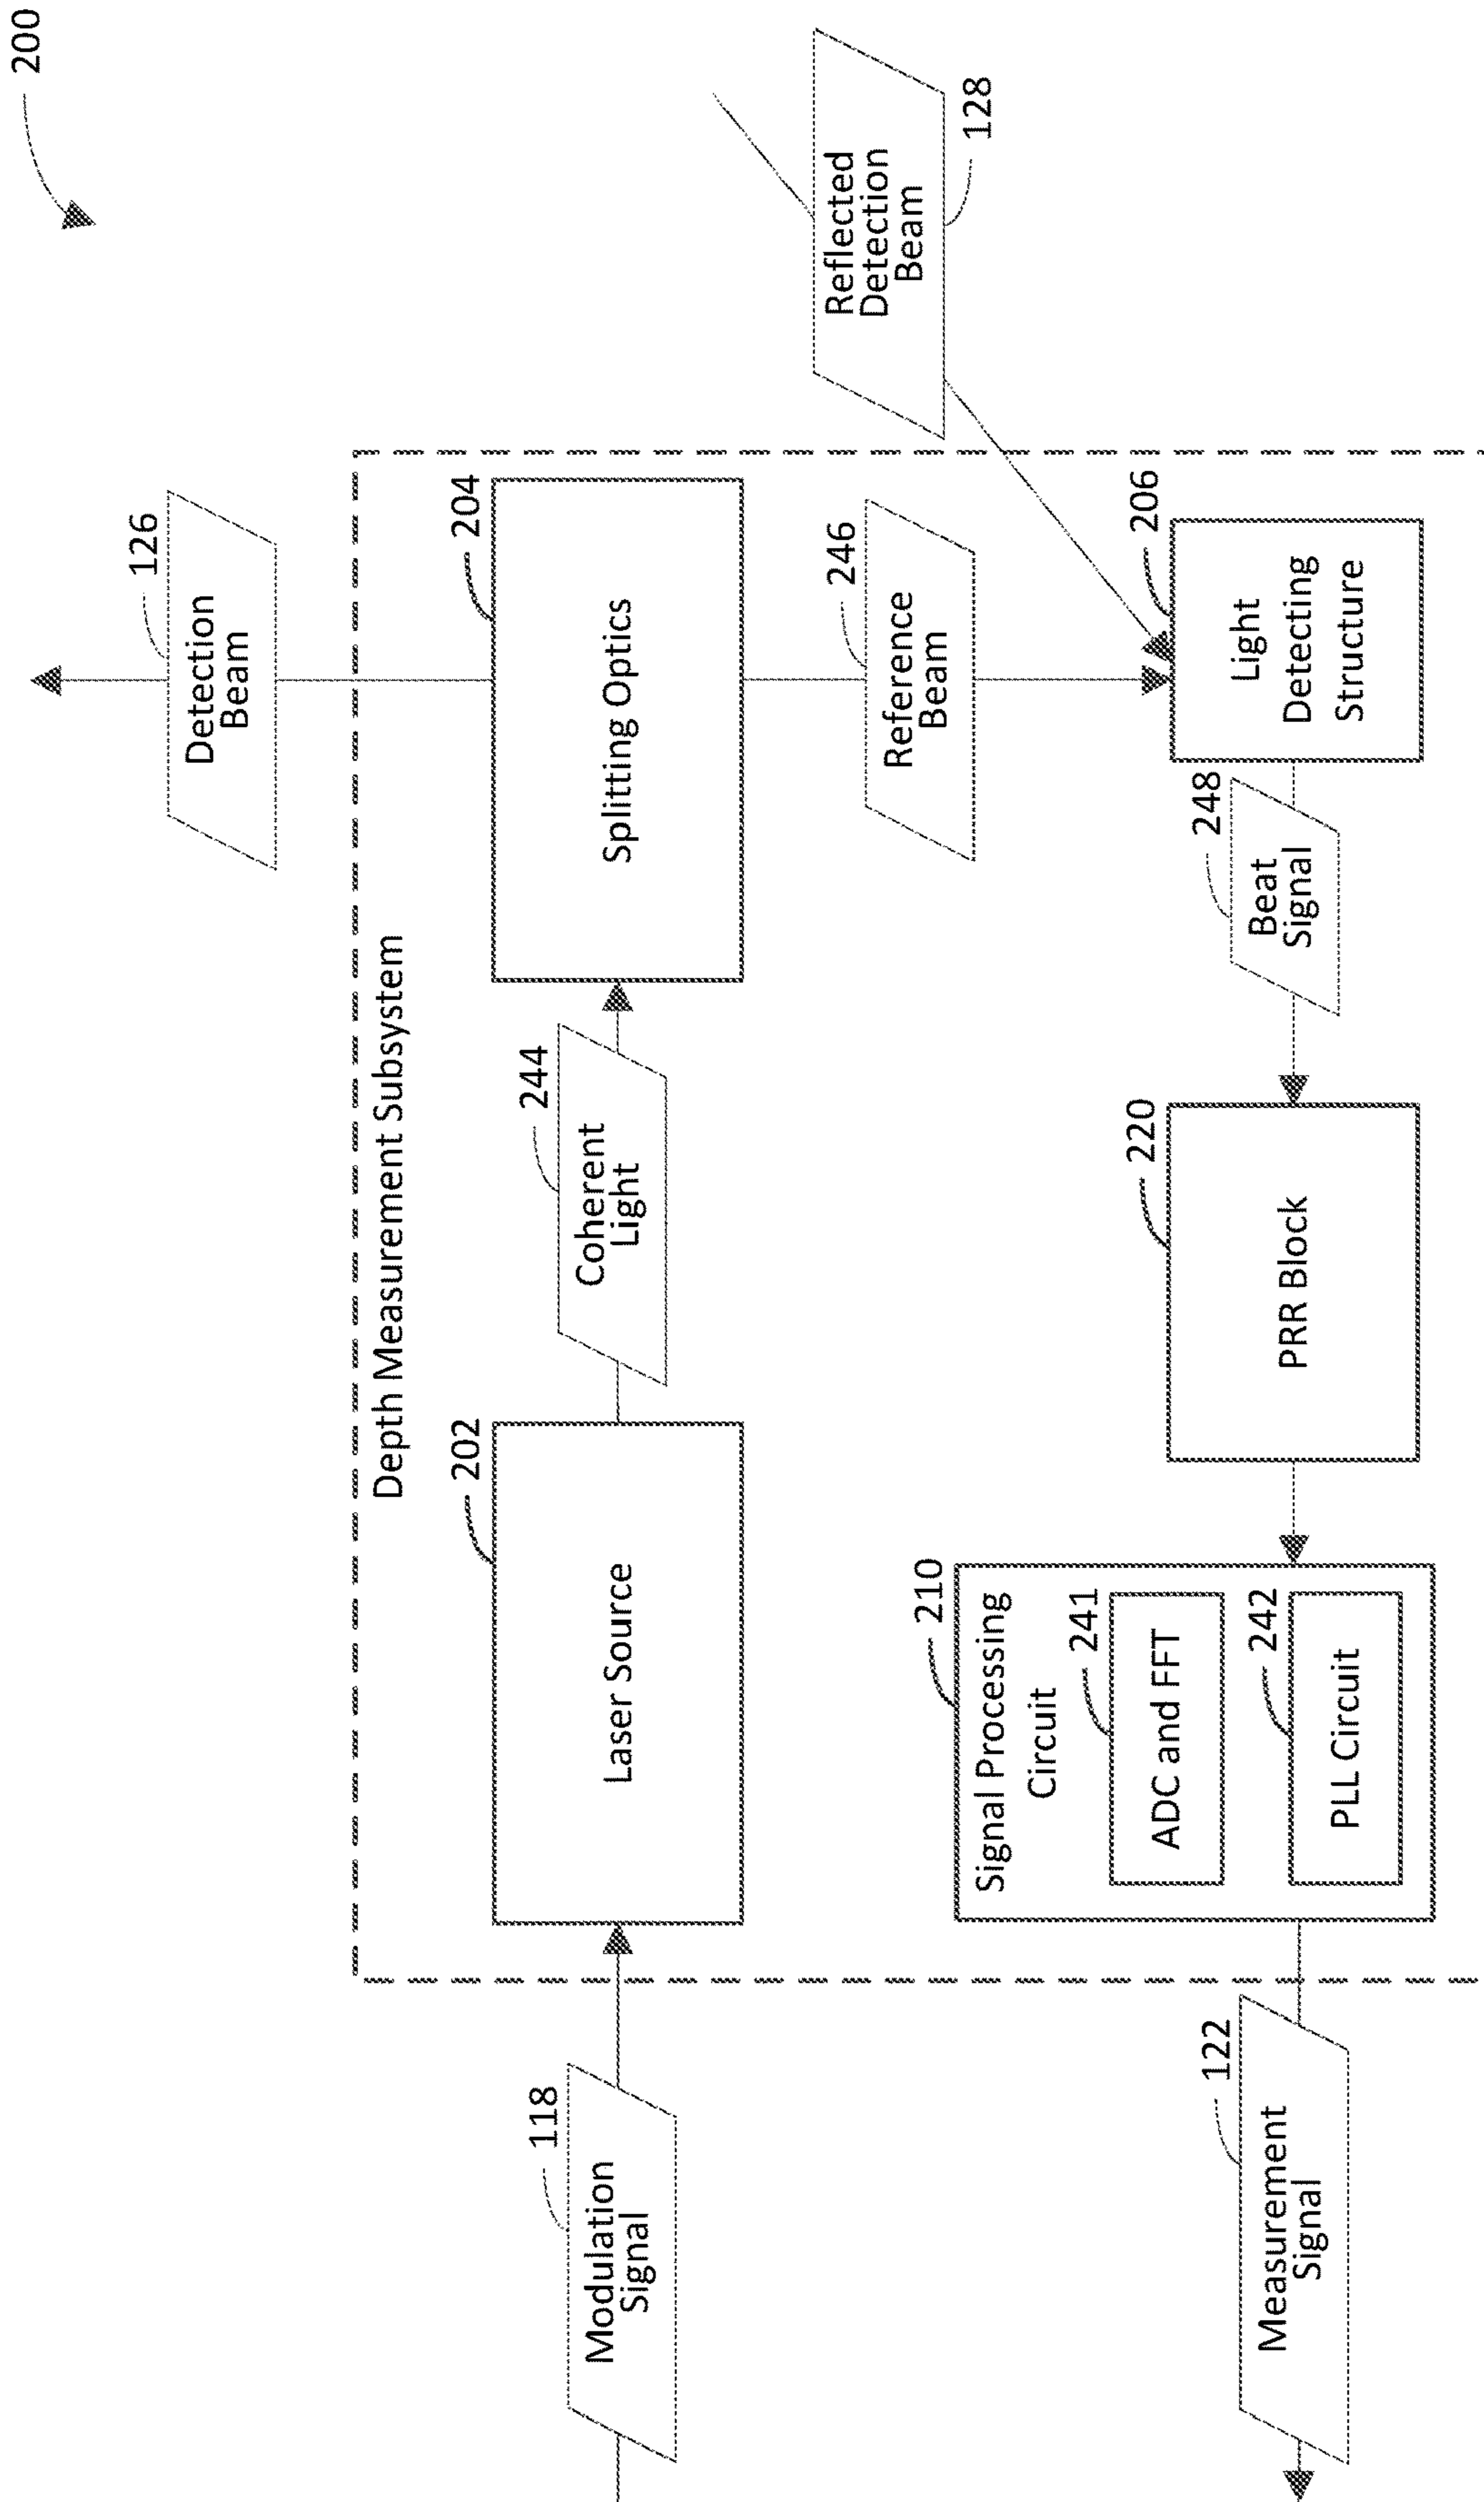 200
126
Detection
Beam
Depth Measurement Subsystem
118
Modulation
Signal
202
Laser Source
244
Coherent
Light
204
Splitting Optics
Reflected
Detection
Beam
128
246
Reference
Beam
122
Measurement
Signal
210
Signal Processing
Circuit
241
ADC and FFT
242
PLL Circuit
220
PRR Block
248
Beat
Signal
206
Light
Detecting
Structure